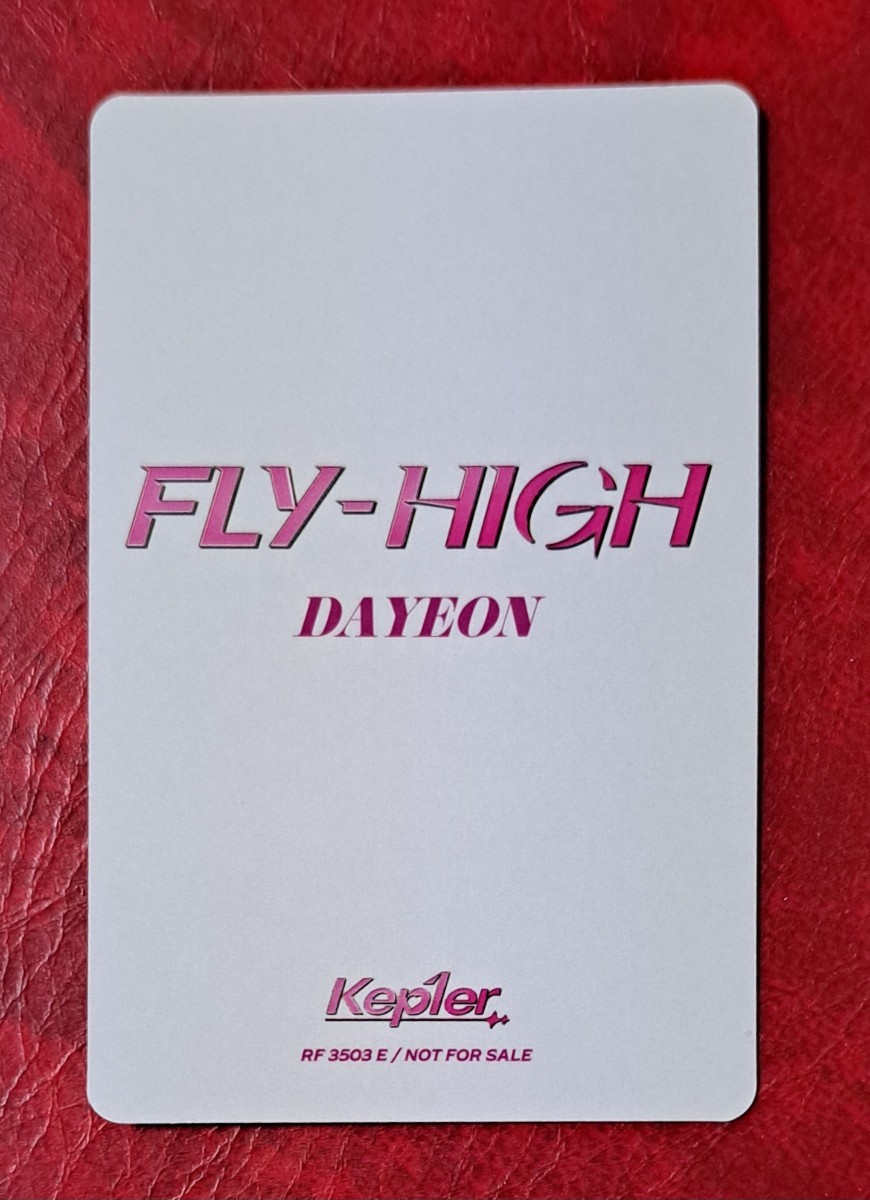 FLY-HIGH
DAYEON
Kep1er
RF 3503 E / NOT FOR SALE